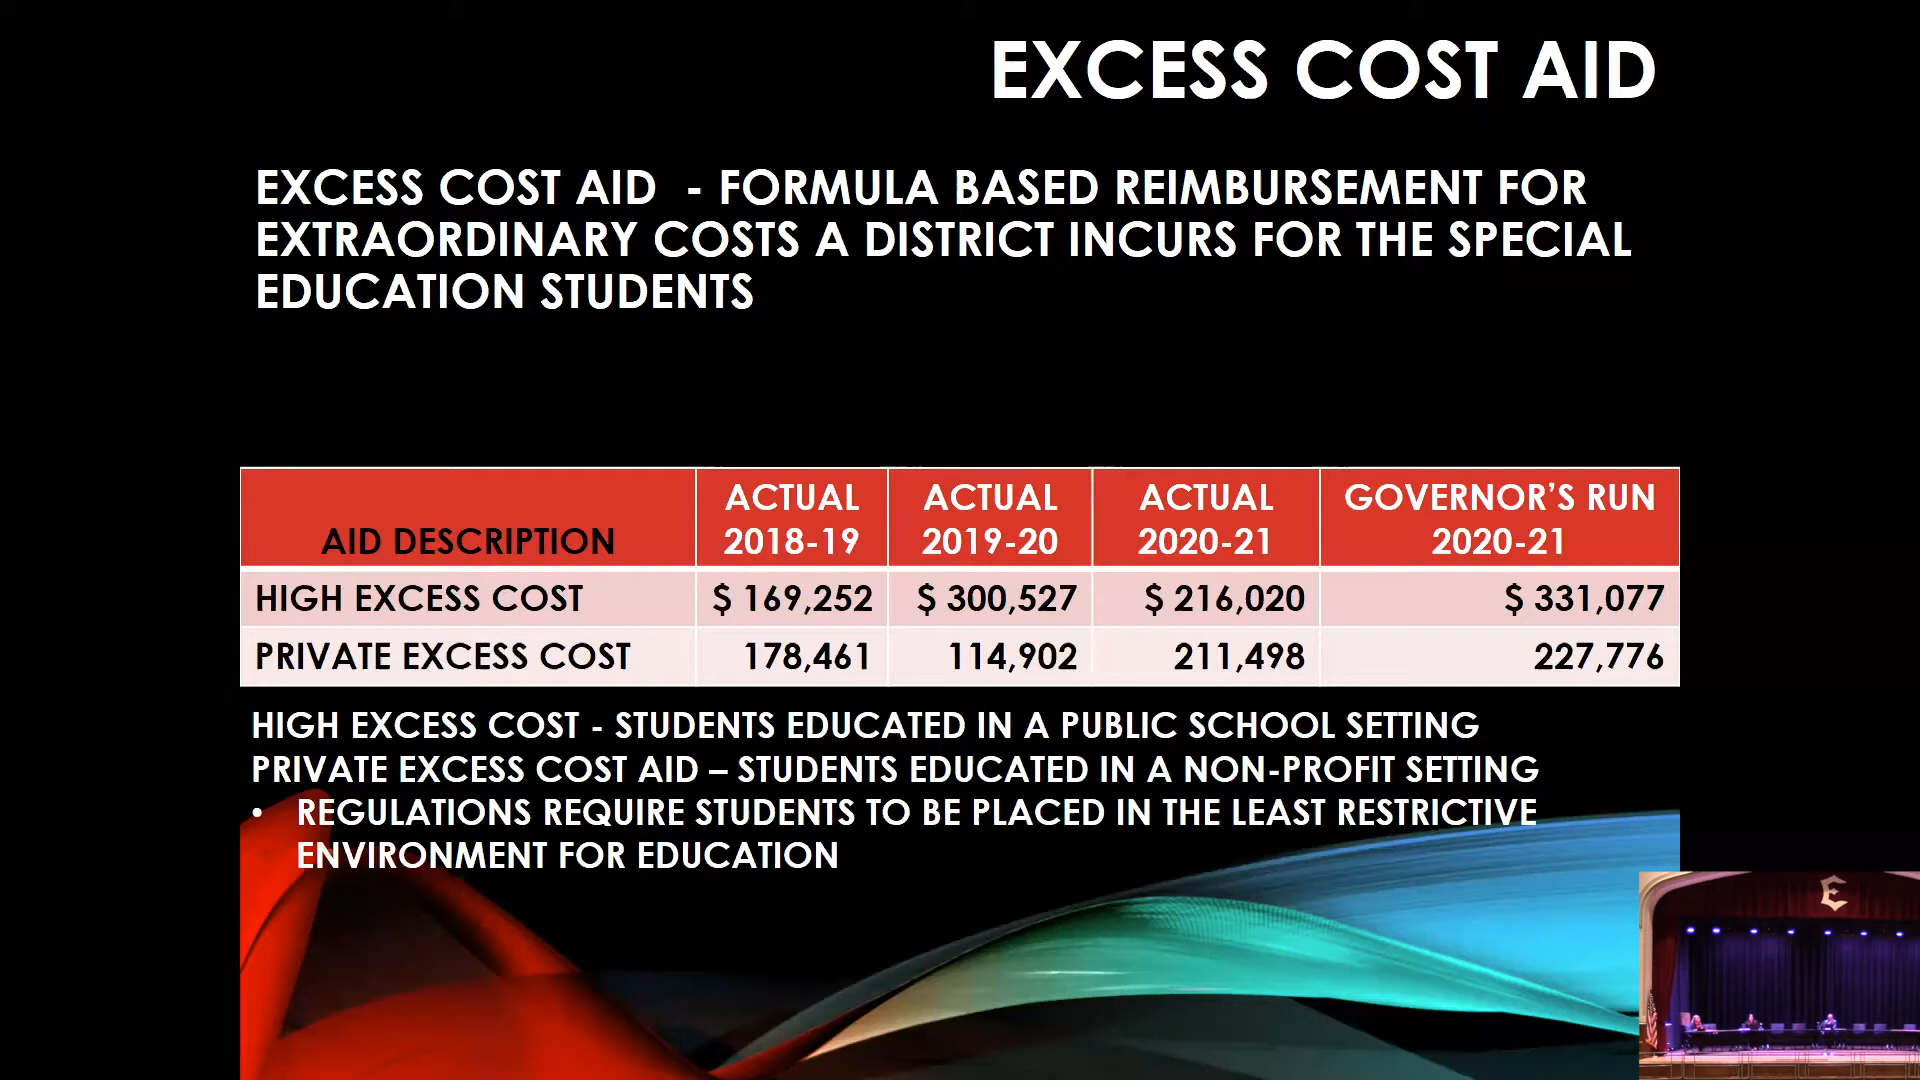 EXCESS COST AID
EXCESS COST AID - FORMULA BASED REIMBURSEMENT FOR
EXTRAORDINARY COSTS A DISTRICT INCURS FOR THE SPECIAL
EDUCATION STUDENTS
AID DESCRIPTION ACTUAL 2018-19 ACTUAL 2019-20 ACTUAL 2020-21 GOVERNOR’S RUN 2020-21
HIGH EXCESS COST $ 169,252 $ 300,527 $ 216,020 $ 331,077
PRIVATE EXCESS COST 178,461 114,902 211,498 227,776
HIGH EXCESS COST - STUDENTS EDUCATED IN A PUBLIC SCHOOL SETTING
PRIVATE EXCESS COST AID – STUDENTS EDUCATED IN A NON-PROFIT SETTING
• REGULATIONS REQUIRE STUDENTS TO BE PLACED IN THE LEAST RESTRICTIVE
ENVIRONMENT FOR EDUCATION
E